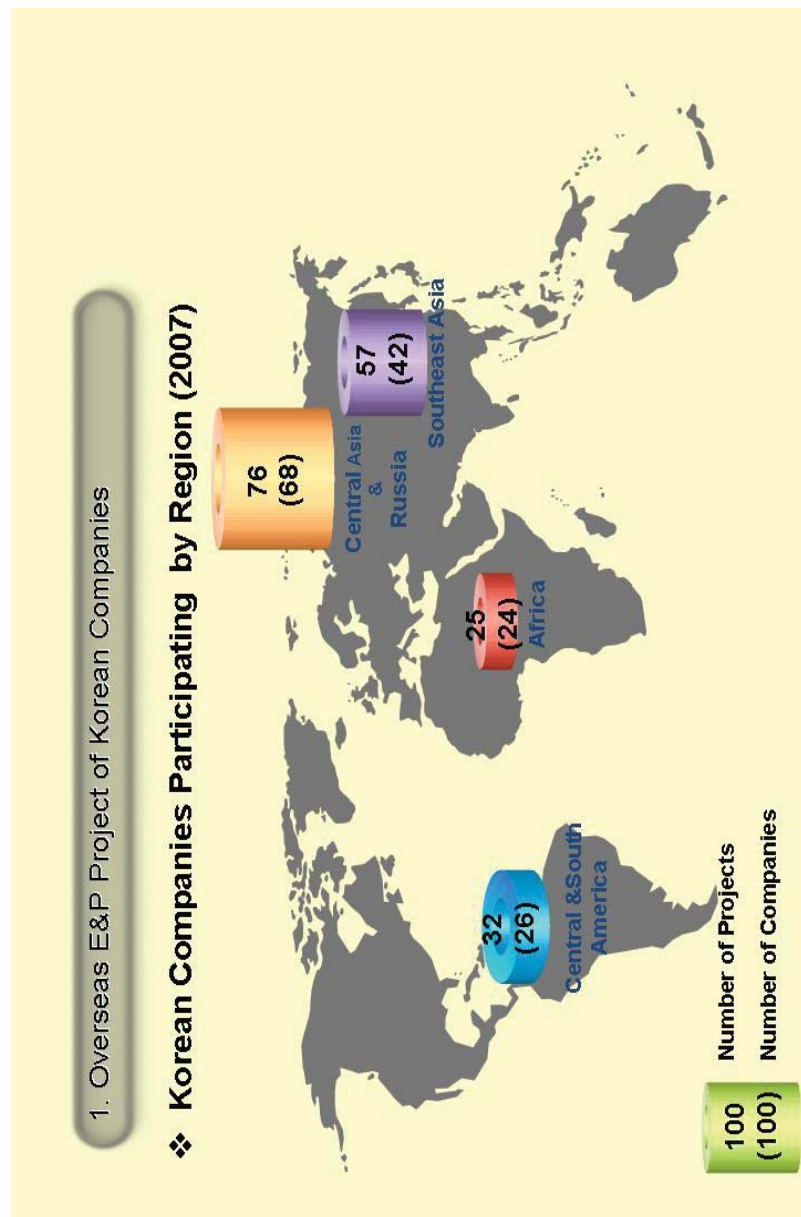 1. Overseas E&P Project of Korean Companies
❖ Korean Companies Participating by Region (2007)
76
(68)
Central Asia
&
Russia
57
(42)
Southeast Asia
25
(24)
Africa
32
(26)
Central &South
America
100
(100)
Number of Projects
Number of Companies